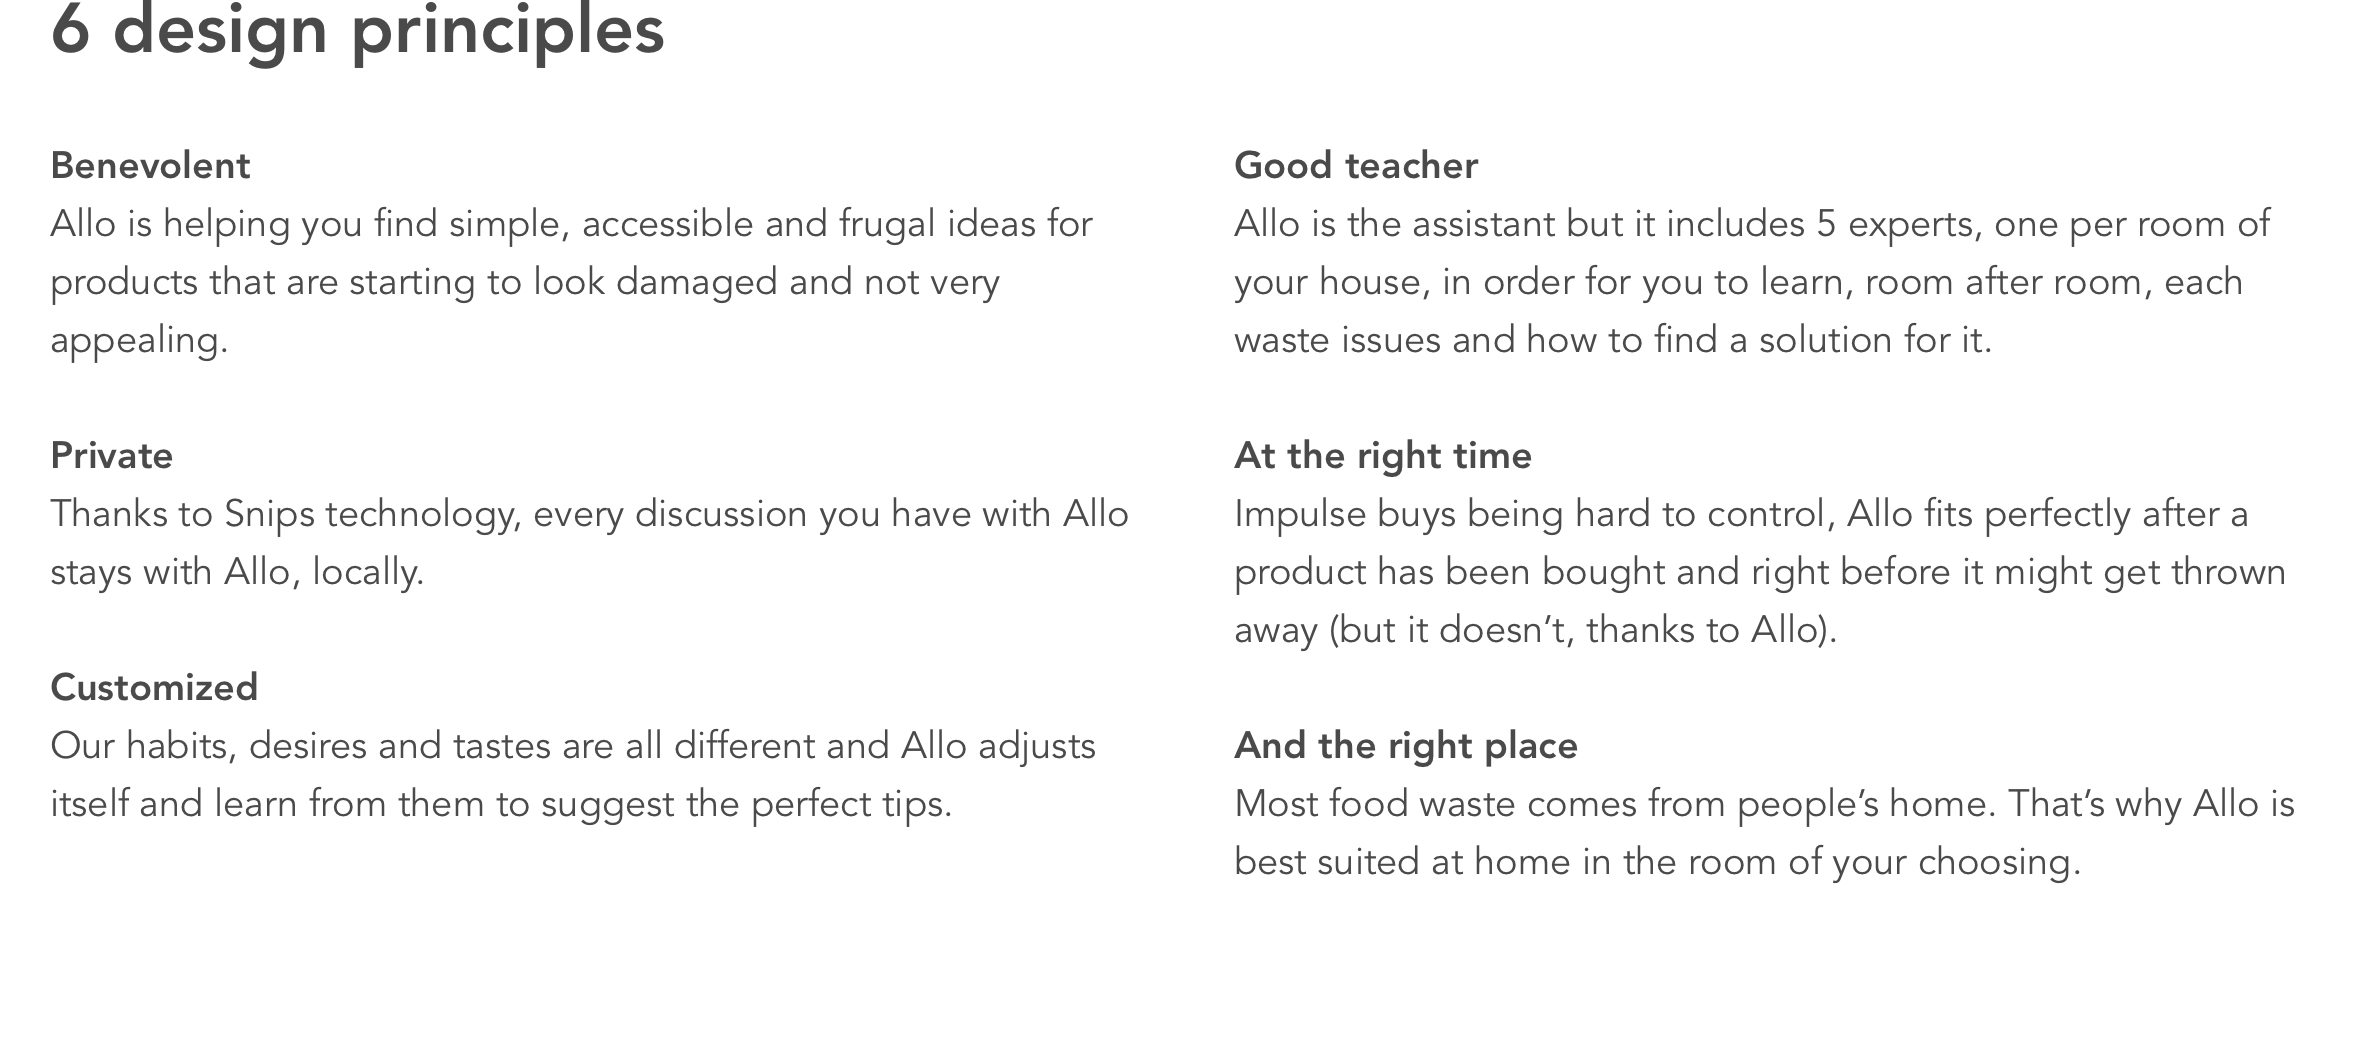 6 design principles
Benevolent
Allo is helping you find simple, accessible and frugal ideas for
products that are starting to look damaged and not very
appealing.
Private
Thanks to Snips technology, every discussion you have with Allo
stays with Allo, locally.
Customized
Our habits, desires and tastes are all different and Allo adjusts
itself and learn from them to suggest the perfect tips.
Good teacher
Allo is the assistant but it includes 5 experts, one per room of
your house, in order for you to learn, room after room, each
waste issues and how to find a solution for it.
At the right time
Impulse buys being hard to control, Allo fits perfectly after a
product has been bought and right before it might get thrown
away (but it doesn’t, thanks to Allo).
And the right place
Most food waste comes from people’s home. That’s why Allo is
best suited at home in the room of your choosing.